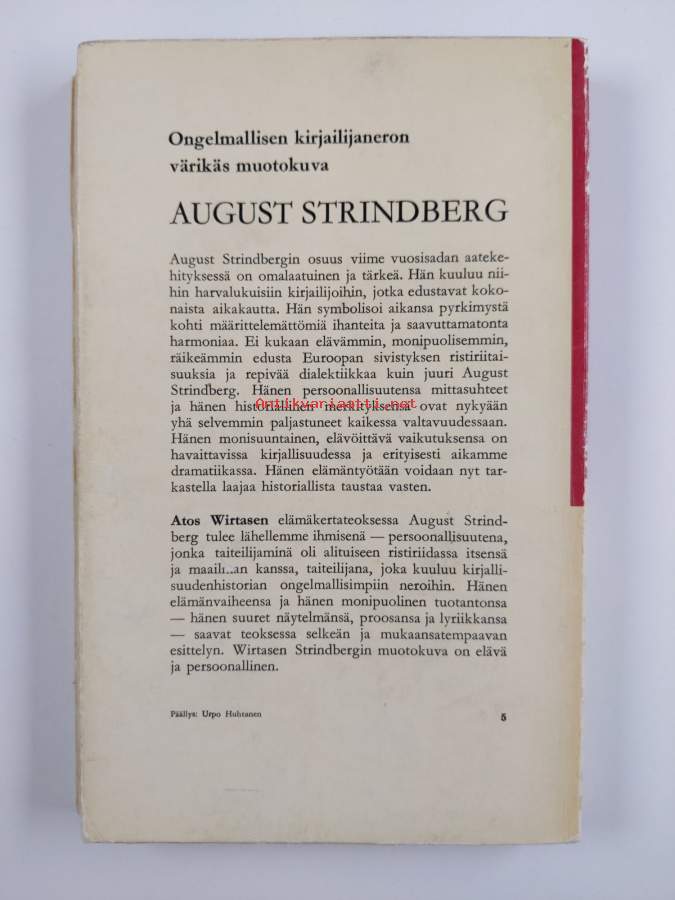 Ongelmallisen kirjailijaneron
värikäs muotokuva
AUGUST STRINDBERG
August Strindbergin osuus viime vuosisadan aateke-
hityksessä on omalaatuinen ja tärkeä. Hän kuuluu nii-
hin harvalukuisiin kirjailijoihin, jotka edustavat koko-
naista aikakautta. Hän symbolisoi aikansa pyrkimystä
kohti määrittelemättömiä ihanteita ja saavuttamatonta
harmoniaa. Ei kukaan elävämmin, monipuolisemmin,
räikeämmin edusta Euroopan sivistyksen ristiriitai-
suuksia ja repivää dialektiikkaa kuin juuri August
Strindberg. Hänen persoonallisuutensa mittasuhteet
Antikvariaatti.net
ja hänen historiallinen merkityksensä ovat nykyään
yhä selvemmin paljastuneet kaikessa valtavuudessaan.
Hänen monisuuntainen, elävöittävä vaikutuksensa on
havaittavissa kirjallisuudessa ja erityisesti aikamme
dramatiikassa. Hänen elämäntyötään voidaan nyt tar-
kastella laajaa historiallista taustaa vasten.
Atos Wirtasen elämäkertateoksessa August Strind-
berg tulee lähellemme ihmisenä — persoonallisuutena,
jonka taiteilijaminä oli alituiseen ristiriidassa itsensä
ja kanssa, taiteilijana, joka kuuluu kirjalli-
suudenhistorian ongelmallisimpiin neroihin. Hänen
elämänvaiheensa ja hänen monipuolinen tuotantonsa
— hänen suuret näytelmänsä, proosansa ja lyriikkansa
— saavat teoksessa selkeän ja mukaansatempaavan
esittelyn. Wirtasen Strindbergin muotokuva on elävä
ja persoonallinen.
Päällys: Urpo Huhtanen
5